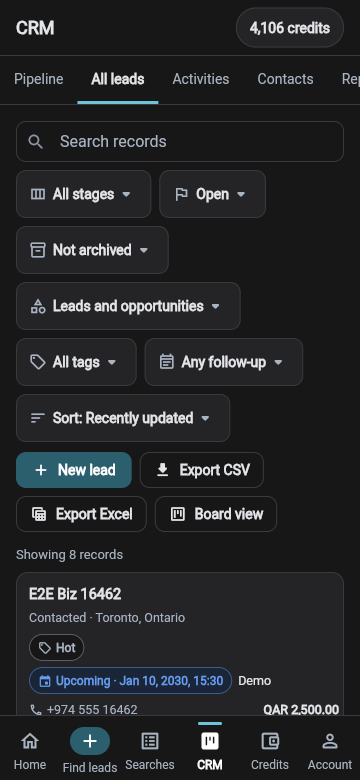 CRM
4,106 credits
Pipeline All leads Activities Contacts Rep
Search records
All stages Open
Not archived
Leads and opportunities
All tags Any follow-up
Sort: Recently updated
New lead Export CSV
Export Excel Board view
Showing 8 records
E2E Biz 16462
Contacted · Toronto, Ontario
Hot
Upcoming · Jan 10, 2030, 15:30 Demo
+974 555 16462 QAR 2,500.00
Home Find leads Searches CRM Credits Account